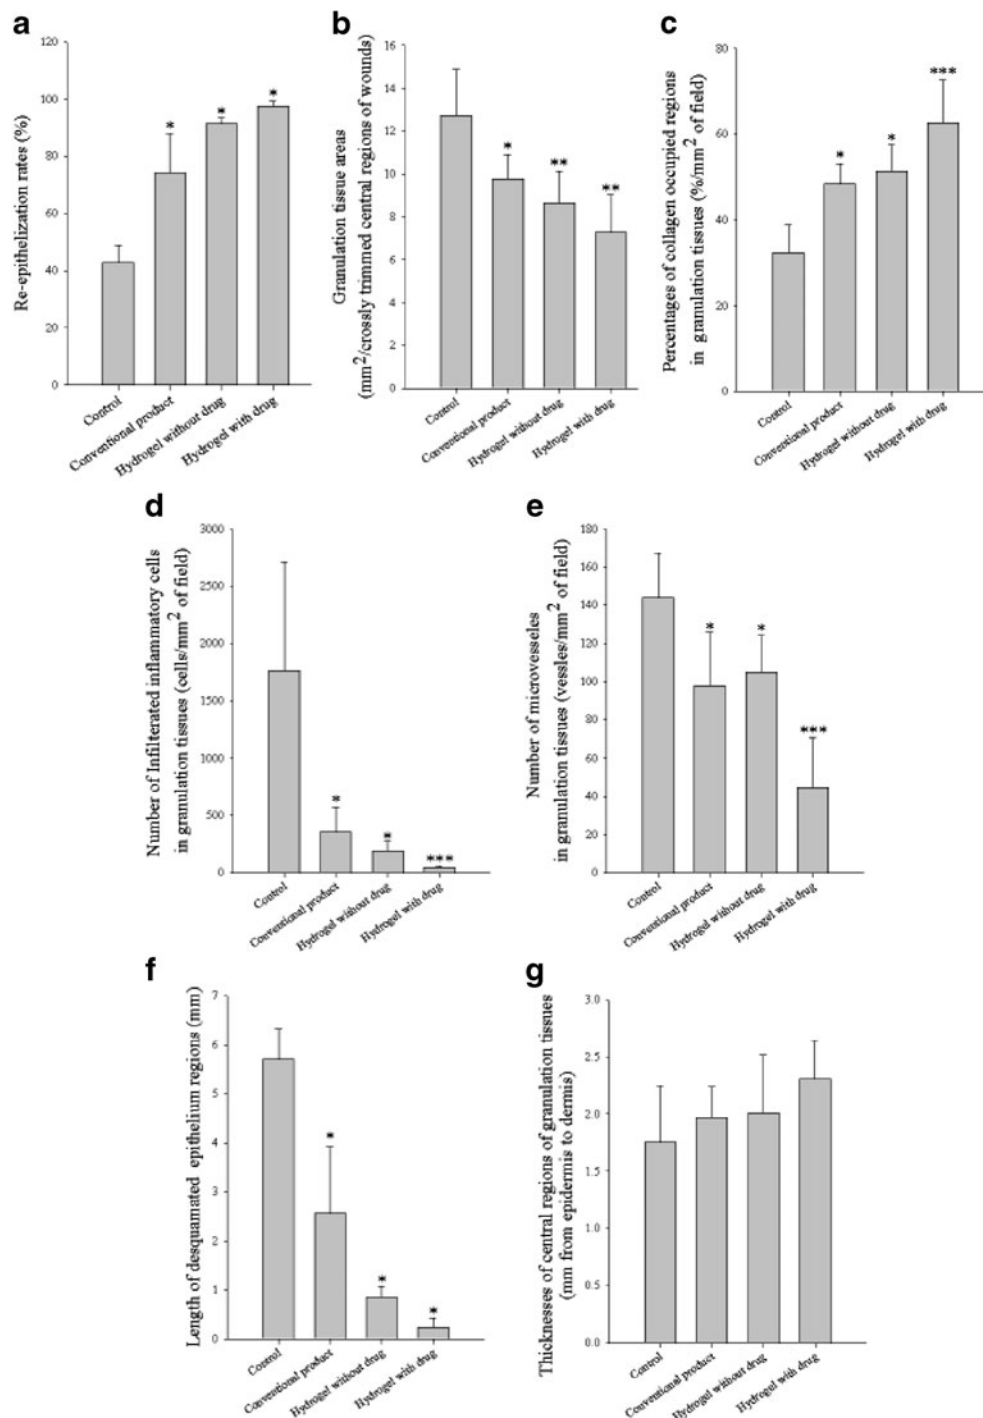 a
Re-epithelization rates (%)
120
100
80
60
40
20
0
*
*
*
Control
Conventional product
Hydrogel without drug
Hydrogel with drug
b
Granulation tissue areas
(mm2/crossly trimmed central regions of wounds)
16
14
12
10
8
6
4
2
0
*
**
**
Control
Conventional product
Hydrogel without drug
Hydrogel with drug
c
Percentages of collagen occupied regions
in granulation tissues (%/mm2 of field)
80
60
40
20
0
*
*
***
Control
Conventional product
Hydrogel without drug
Hydrogel with drug
d
Number of Infilterated inflammatory cells
in granulation tissues (cells/mm2 of field)
3000
2500
2000
1500
1000
500
0
*
*
***
Control
Conventional product
Hydrogel without drug
Hydrogel with drug
e
Number of microvesseles
in granulation tissues (vessles/mm2 of field)
180
160
140
120
100
80
60
40
20
0
*
*
***
Control
Conventional product
Hydrogel without drug
Hydrogel with drug
f
Length of desquamated epithelium regions (mm)
7
6
5
4
3
2
1
0
*
*
*
Control
Conventional product
Hydrogel without drug
Hydrogel with drug
g
Thicknesses of central regions of granulation tissues
(mm from epidermis to dermis)
3.0
2.5
2.0
1.5
1.0
0.5
0.0
Control
Conventional product
Hydrogel without drug
Hydrogel with drug